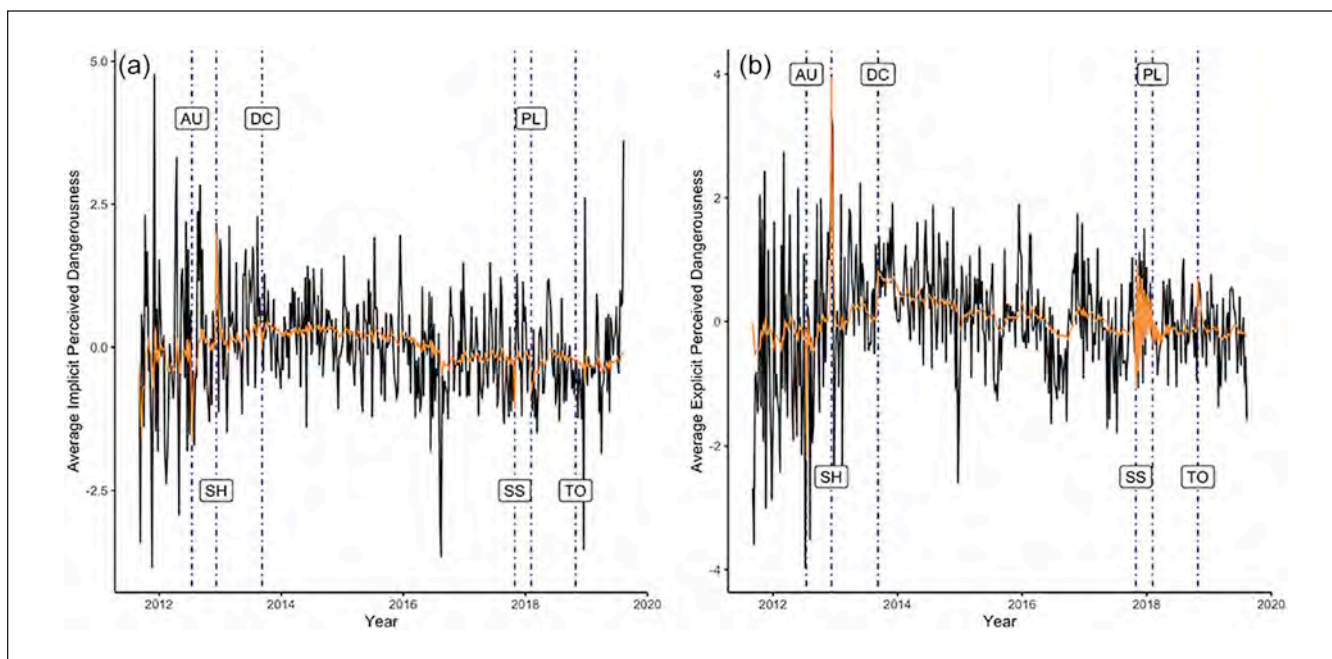 (a)
5.0
2.5
0.0
-2.5
Average Implicit Perceived Dangerousness
AU
DC
PL
SH
SS
TO
2012
2014
2016
2018
2020
Year
(b)
4
2
0
-2
-4
Average Explicit Perceived Dangerousness
AU
DC
PL
SH
SS
TO
2012
2014
2016
2018
2020
Year